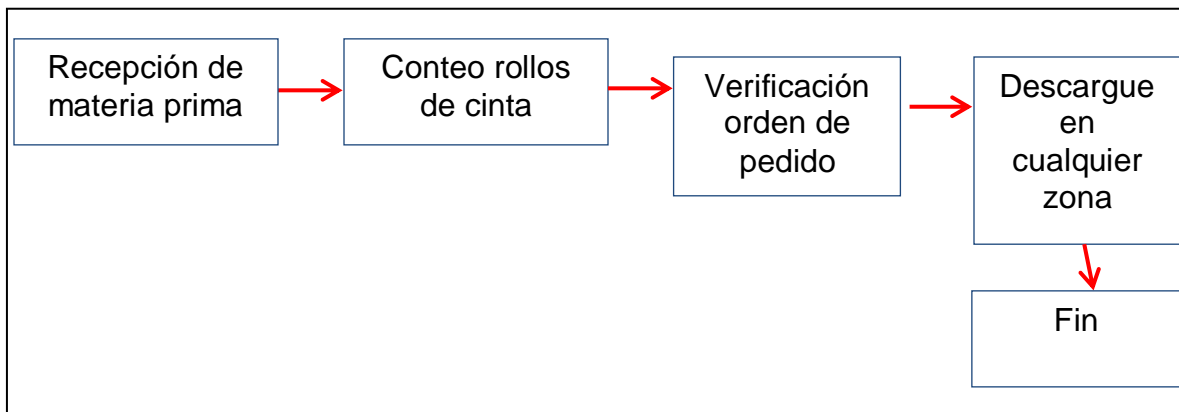 Recepción de
materia prima
Conteo rollos
de cinta
Verificación
orden de
pedido
Descargue
en
cualquier
zona
Fin